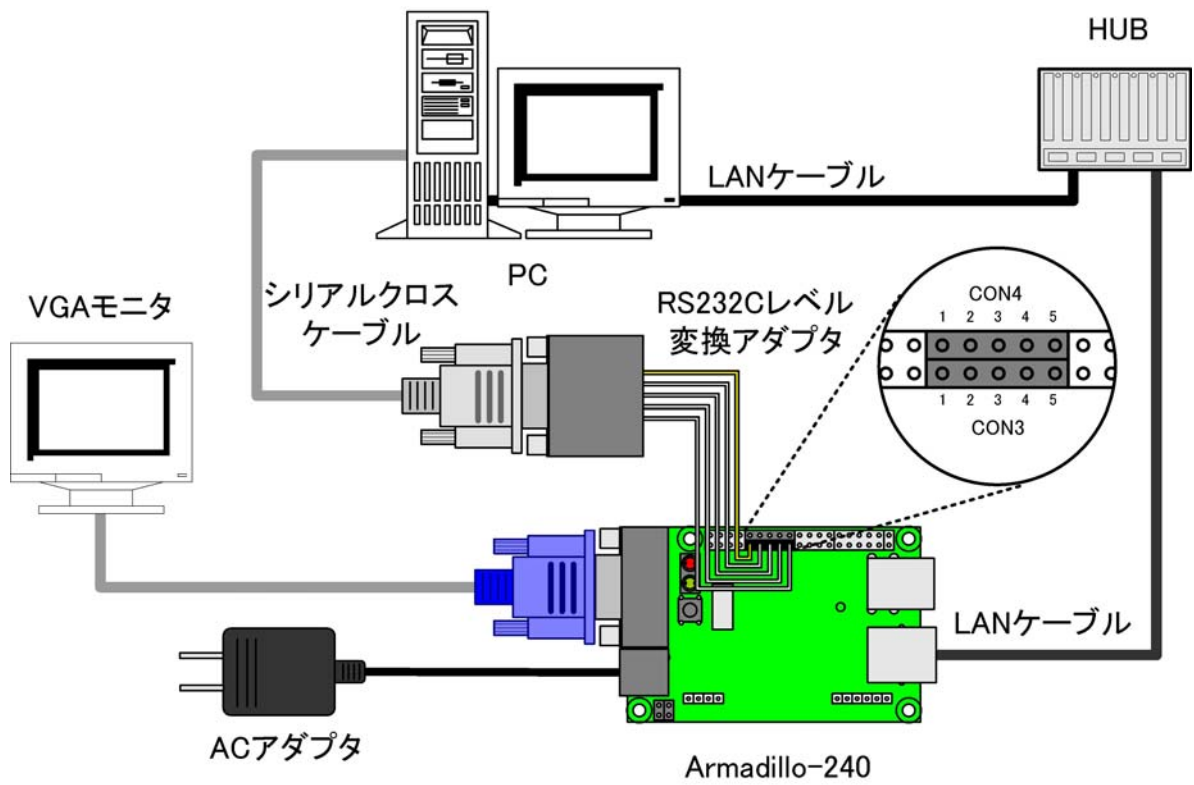 HUB
LANケーブル
PC
シリアルクロス
ケーブル
VGAモニタ
RS232Cレベル
変換アダプタ
CON4
1 2 3 4 5
1 2 3 4 5
CON3
LANケーブル
ACアダプタ
Armadillo-240